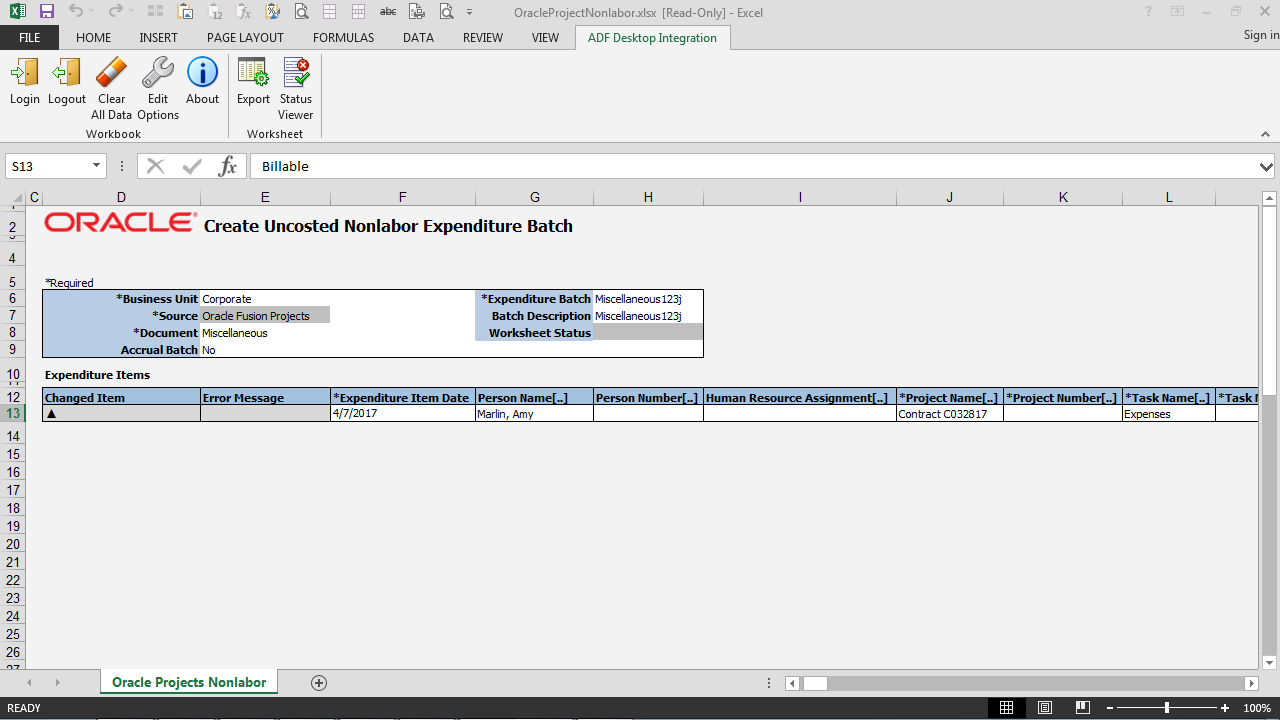 OracleProjectNonlabor.xlsx [Read-Only] - Excel
FILE HOME INSERT PAGE LAYOUT FORMULAS DATA REVIEW VIEW ADF Desktop Integration Sign in
Login Logout Clear All Data Edit Options About Export Status Viewer
Workbook Worksheet
S13 fx Billable
C D E F G H I J K L
2 ORACLE Create Uncosted Nonlabor Expenditure Batch
4
5 *Required
6 *Business Unit Corporate *Expenditure Batch Miscellaneous123j
7 *Source Oracle Fusion Projects Batch Description Miscellaneous123j
8 *Document Miscellaneous Worksheet Status
9 Accrual Batch No
10 Expenditure Items
12 Changed Item Error Message *Expenditure Item Date Person Name[..] Person Number[..] Human Resource Assignment[..] *Project Name[..] *Project Number[..] *Task Name[..] *Task
13 ▲ 4/7/2017 Marlin, Amy Contract C032817 Expenses
14
15
16
17
18
19
20
21
22
23
24
25
26
Oracle Projects Nonlabor
READY 100%